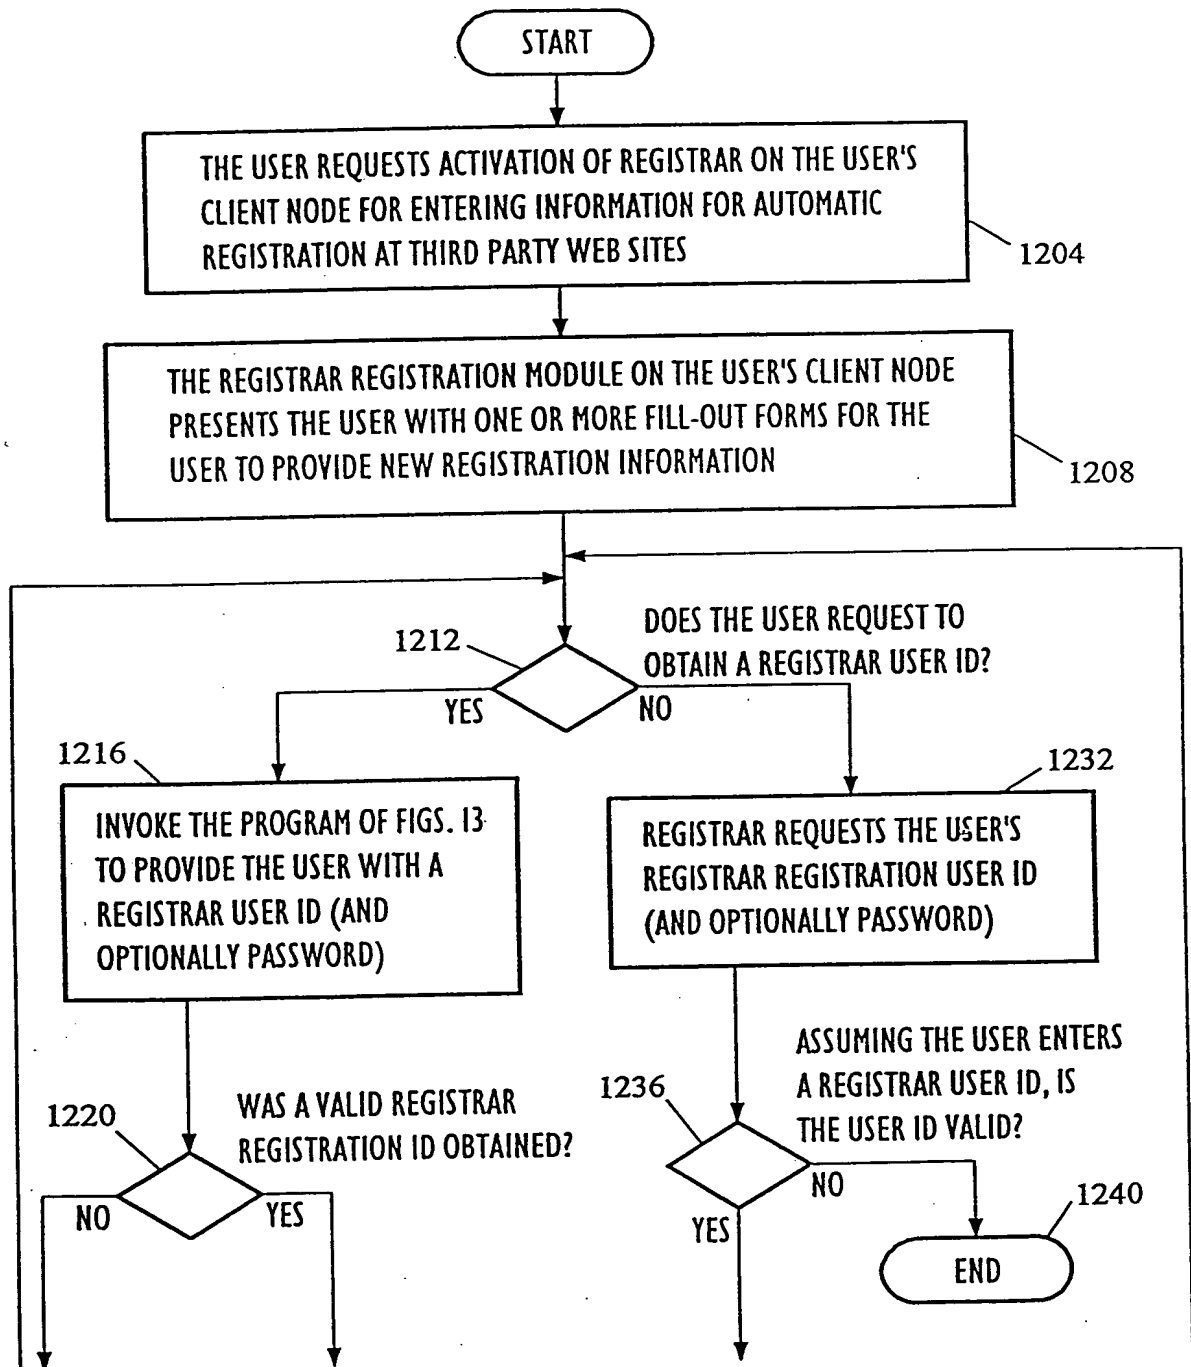 START
THE USER REQUESTS ACTIVATION OF REGISTRAR ON THE USER'S
CLIENT NODE FOR ENTERING INFORMATION FOR AUTOMATIC
REGISTRATION AT THIRD PARTY WEB SITES
1204
THE REGISTRAR REGISTRATION MODULE ON THE USER'S CLIENT NODE
PRESENTS THE USER WITH ONE OR MORE FILL-OUT FORMS FOR THE
USER TO PROVIDE NEW REGISTRATION INFORMATION
1208
1212
DOES THE USER REQUEST TO
OBTAIN A REGISTRAR USER ID?
YES
NO
1216
INVOKE THE PROGRAM OF FIGS. 13
TO PROVIDE THE USER WITH A
REGISTRAR USER ID (AND
OPTIONALLY PASSWORD)
1232
REGISTRAR REQUESTS THE USER'S
REGISTRAR REGISTRATION USER ID
(AND OPTIONALLY PASSWORD)
1220
WAS A VALID REGISTRAR
REGISTRATION ID OBTAINED?
NO
YES
1236
ASSUMING THE USER ENTERS
A REGISTRAR USER ID, IS
THE USER ID VALID?
NO
YES
1240
END